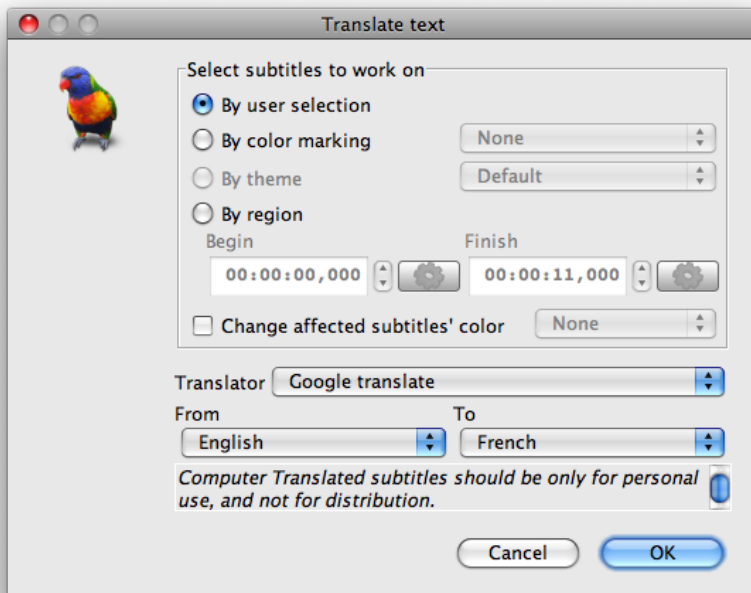 Translate text
Select subtitles to work on
By user selection
By color marking None
By theme Default
By region
Begin Finish
00:00:00,000 00:00:11,000
Change affected subtitles' color None
Translator Google translate
From To
English French
Computer Translated subtitles should be only for personal
use, and not for distribution.
Cancel OK